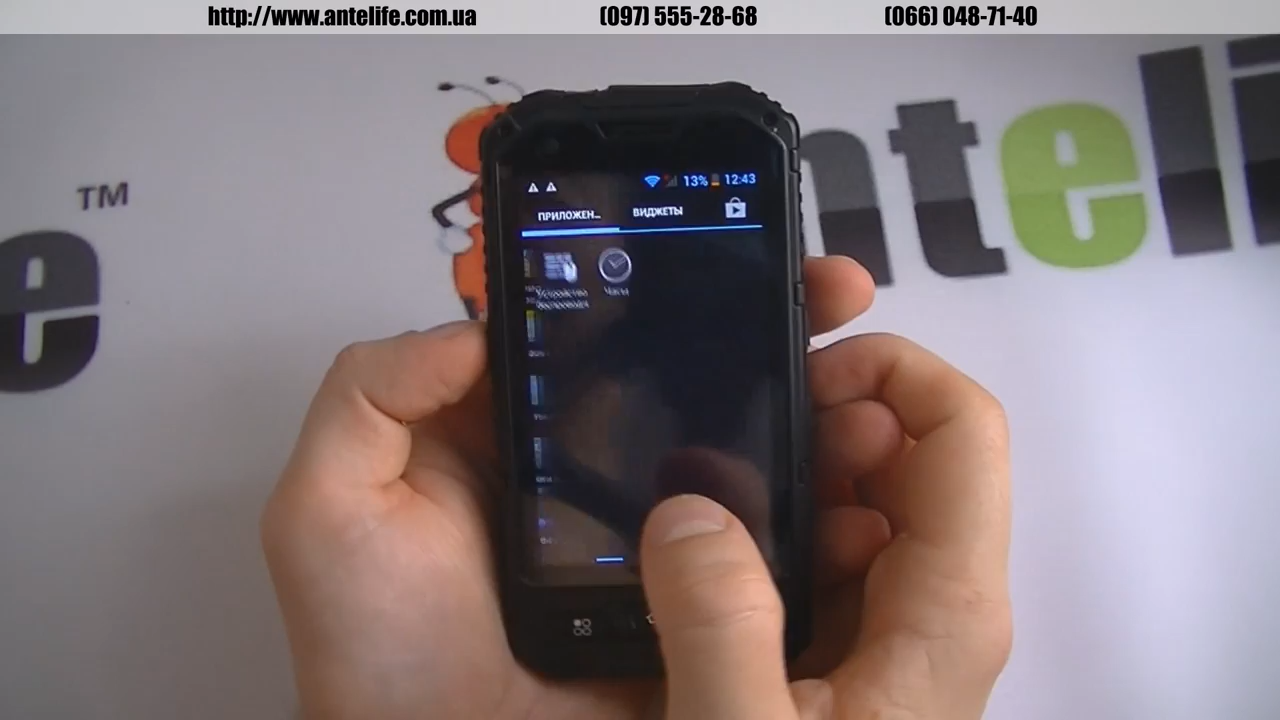 http://www.antelife.com.ua (097) 555-28-68 (066) 048-71-40
TM
e
nteli
13% 12:43
ПРИЛОЖЕН... ВИДЖЕТЫ
Устройство Часы